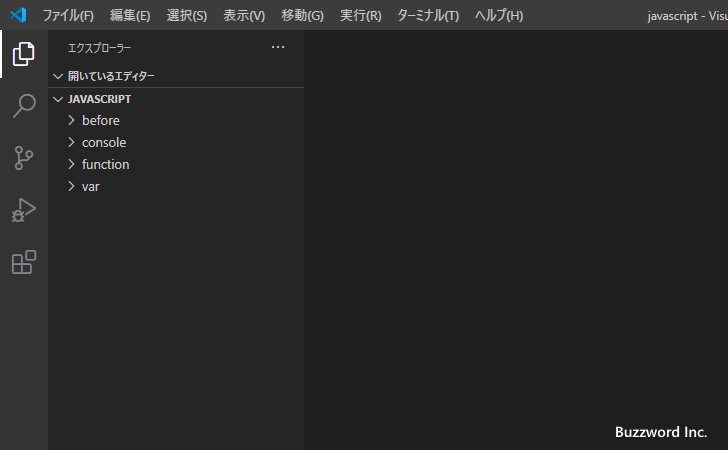 ファイル(F) 編集(E) 選択(S) 表示(V) 移動(G) 実行(R) ターミナル(T) ヘルプ(H) javascript - Visu
エクスプローラー ...
開いているエディター
JAVASCRIPT
before
console
function
var
Buzzword Inc.